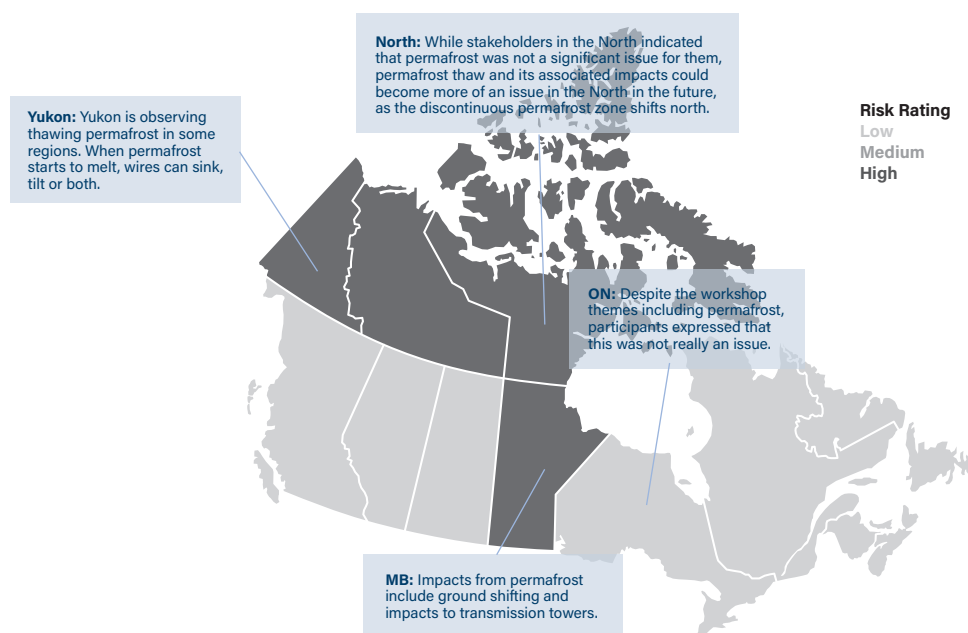 North: While stakeholders in the North indicated
that permafrost was not a significant issue for them,
permafrost thaw and its associated impacts could
become more of an issue in the North in the future,
as the discontinuous permafrost zone shifts north.
Yukon: Yukon is observing
thawing permafrost in some
regions. When permafrost
starts to melt, wires can sink,
tilt or both.
Risk Rating
Low
Medium
High
ON: Despite the workshop
themes including permafrost,
participants expressed that
this was not really an issue.
MB: Impacts from permafrost
include ground shifting and
impacts to transmission towers.